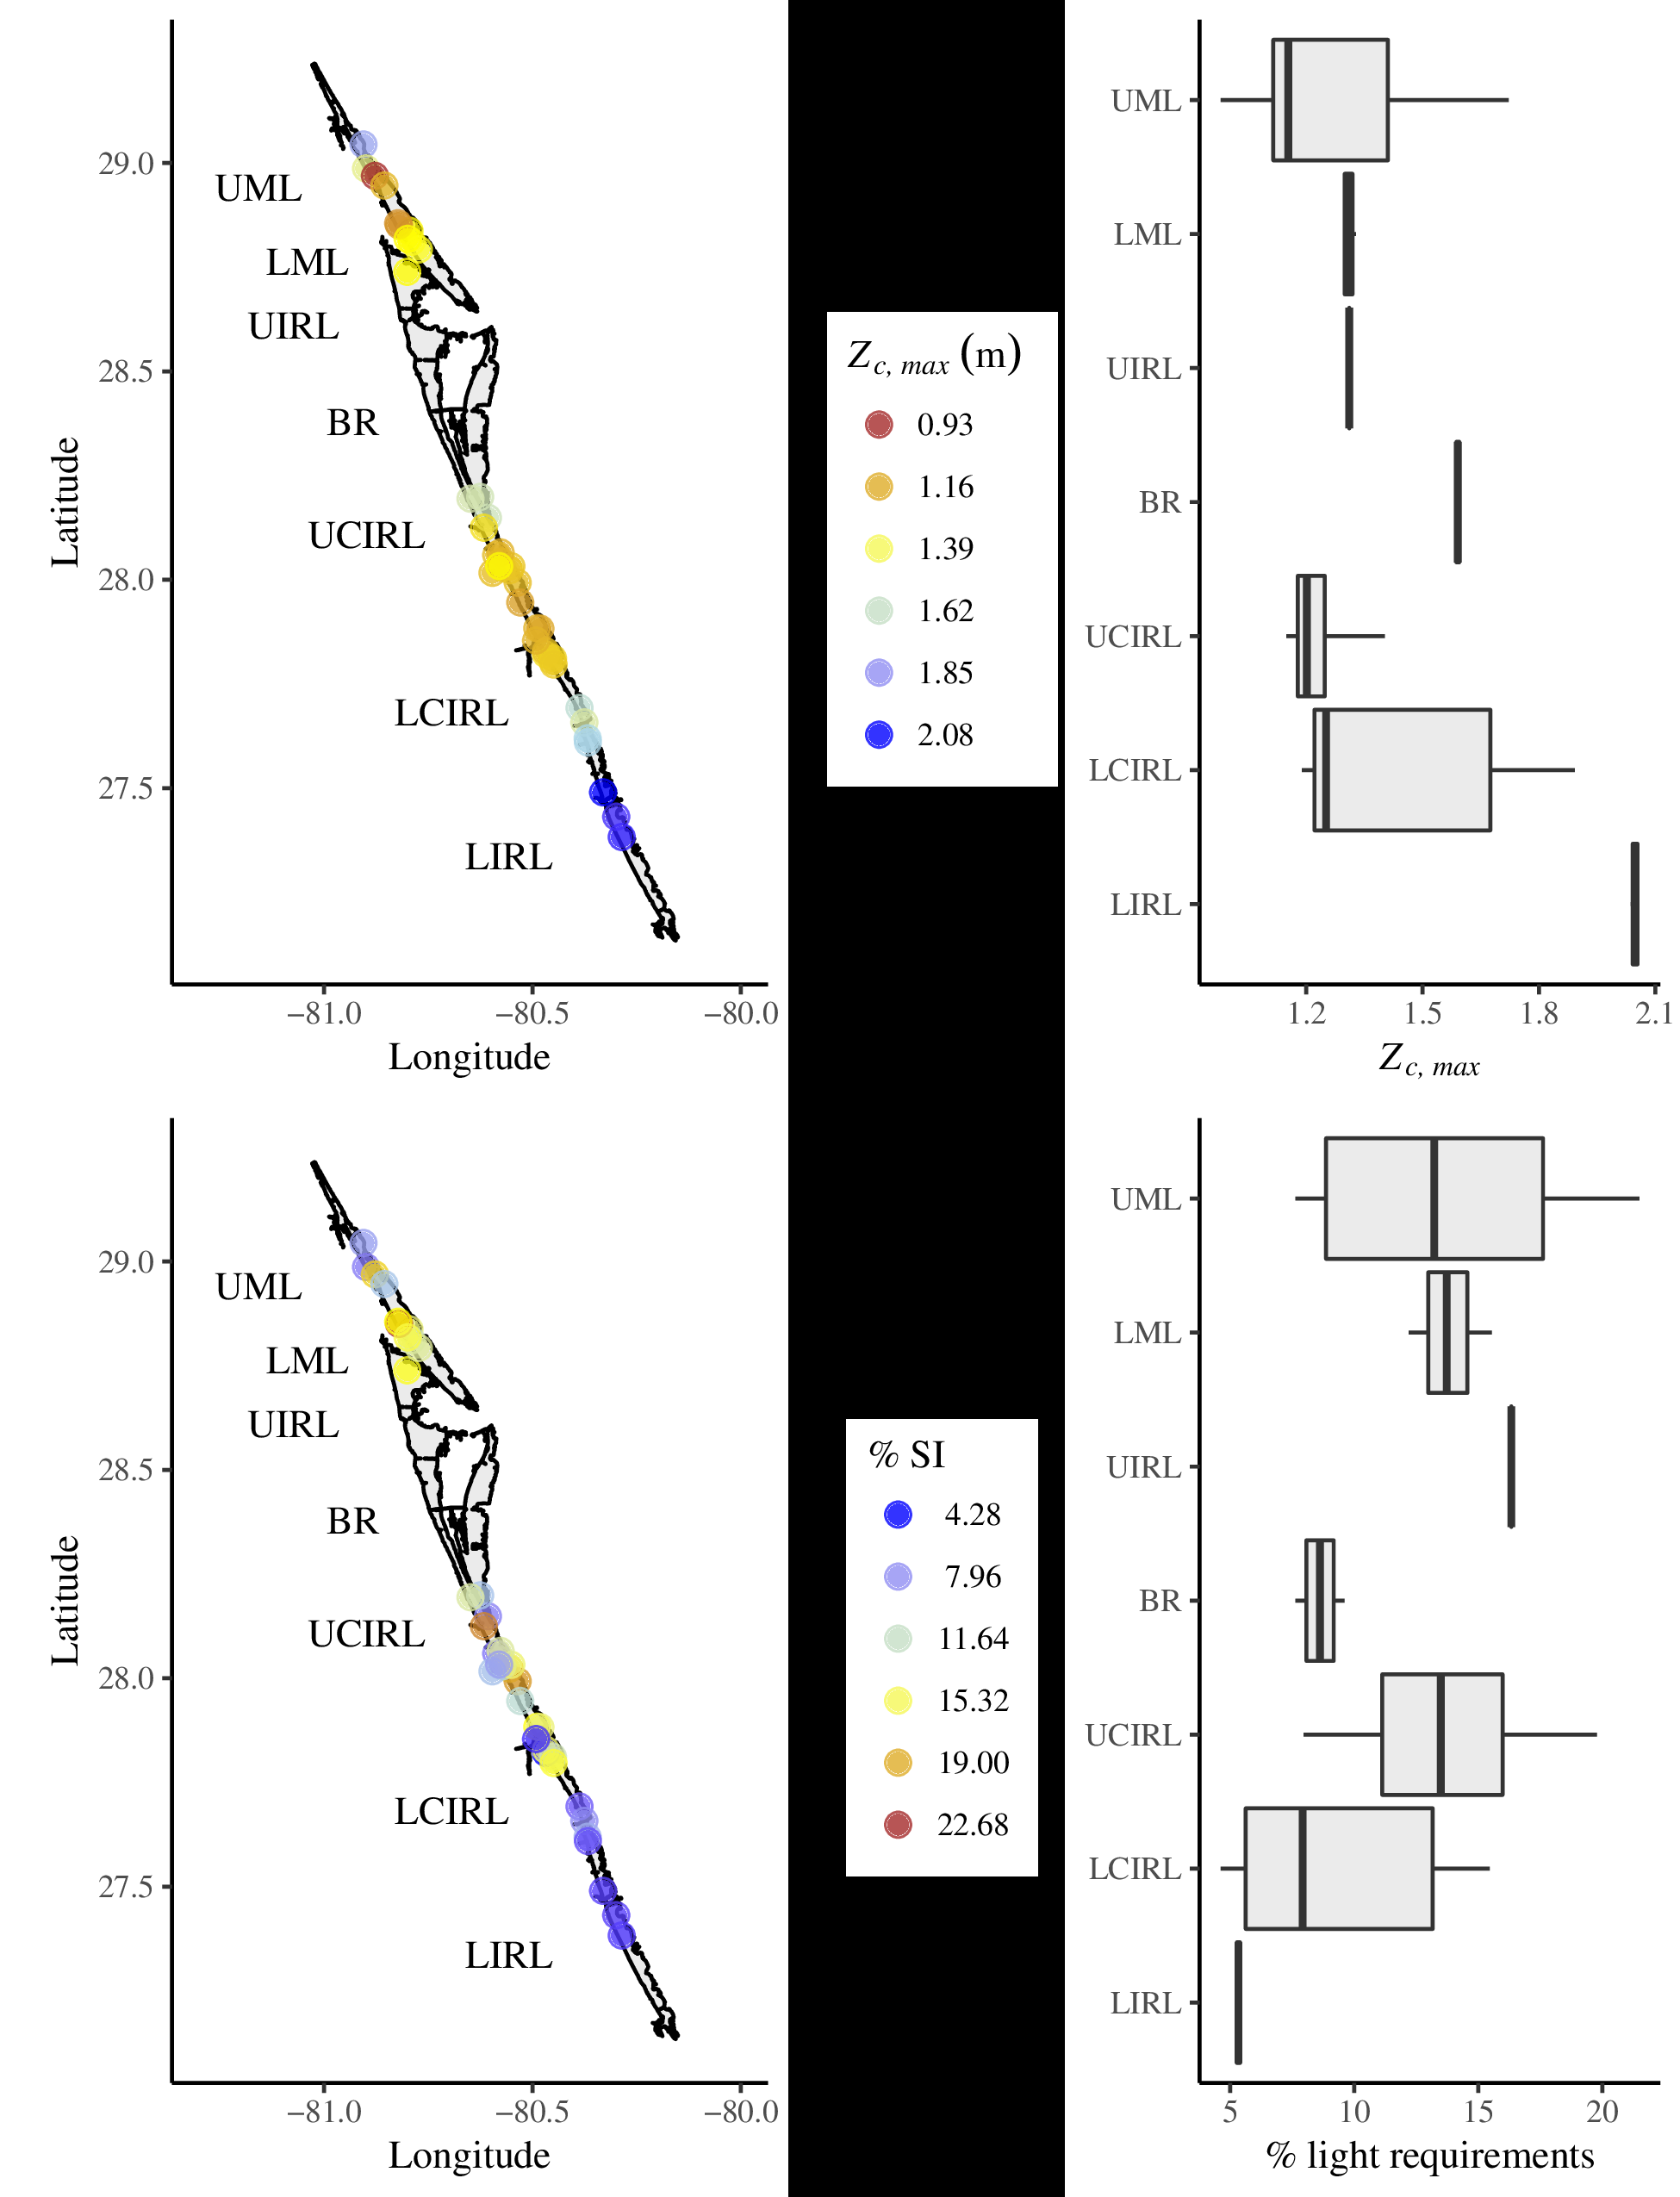 29.0
28.5
28.0
27.5
Latitude
UML
LML
UIRL
BR
UCIRL
LCIRL
LIRL
−81.0 −80.5 −80.0
Longitude
Zc, max (m)
0.93
1.16
1.39
1.62
1.85
2.08
UML
LML
UIRL
BR
UCIRL
LCIRL
LIRL
1.2 1.5 1.8 2.1
Zc, max
29.0
28.5
28.0
27.5
Latitude
UML
LML
UIRL
BR
UCIRL
LCIRL
LIRL
−81.0 −80.5 −80.0
Longitude
% SI
4.28
7.96
11.64
15.32
19.00
22.68
UML
LML
UIRL
BR
UCIRL
LCIRL
LIRL
5 10 15 20
% light requirements